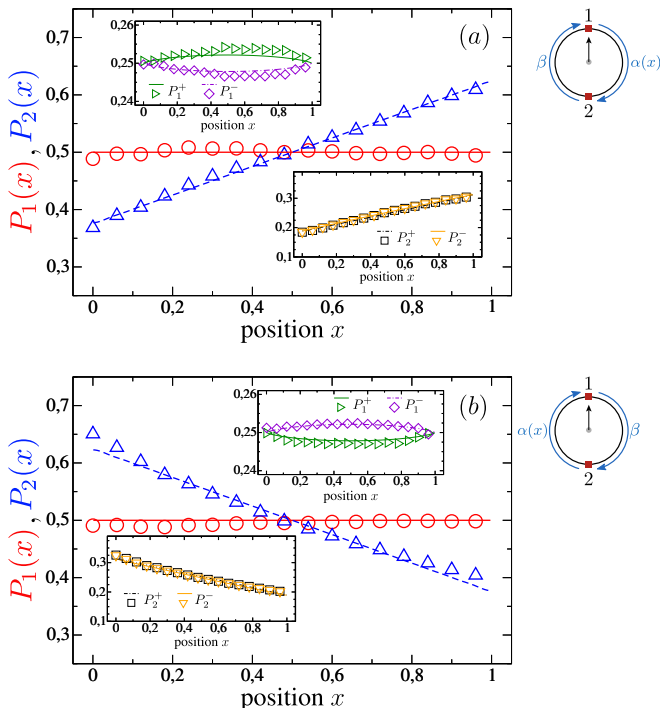 (a)
P₁(x), P₂(x)
0,7
0,6
0,5
0,4
0,3
0,26
0,25
0,24
0 0,2 0,4 0,6 0,8 1
P₁⁺ P₁⁻
position x
0,3
0,2
0,1
P₂⁺ P₂⁻
0 0,2 0,4 0,6 0,8 1
position x
0 0,2 0,4 0,6 0,8 1
position x
1
β α(x)
2
(b)
P₁(x), P₂(x)
0,7
0,6
0,5
0,4
0,3
P₁⁺ P₁⁻
0,26
0,25
0,24
0 0,2 0,4 0,6 0,8 1
position x
0,3
0,2
0,1
P₂⁺ P₂⁻
0 0,2 0,4 0,6 0,8 1
position x
0 0,2 0,4 0,6 0,8 1
position x
1
α(x) β
2